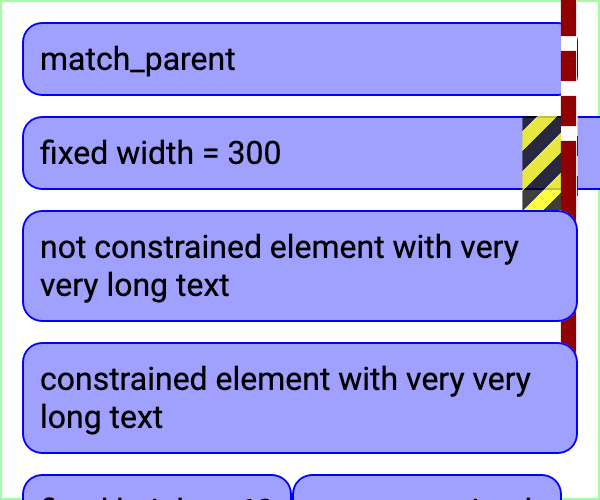 match_parent
fixed width = 300
not constrained element with very
very long text
constrained element with very very
long text